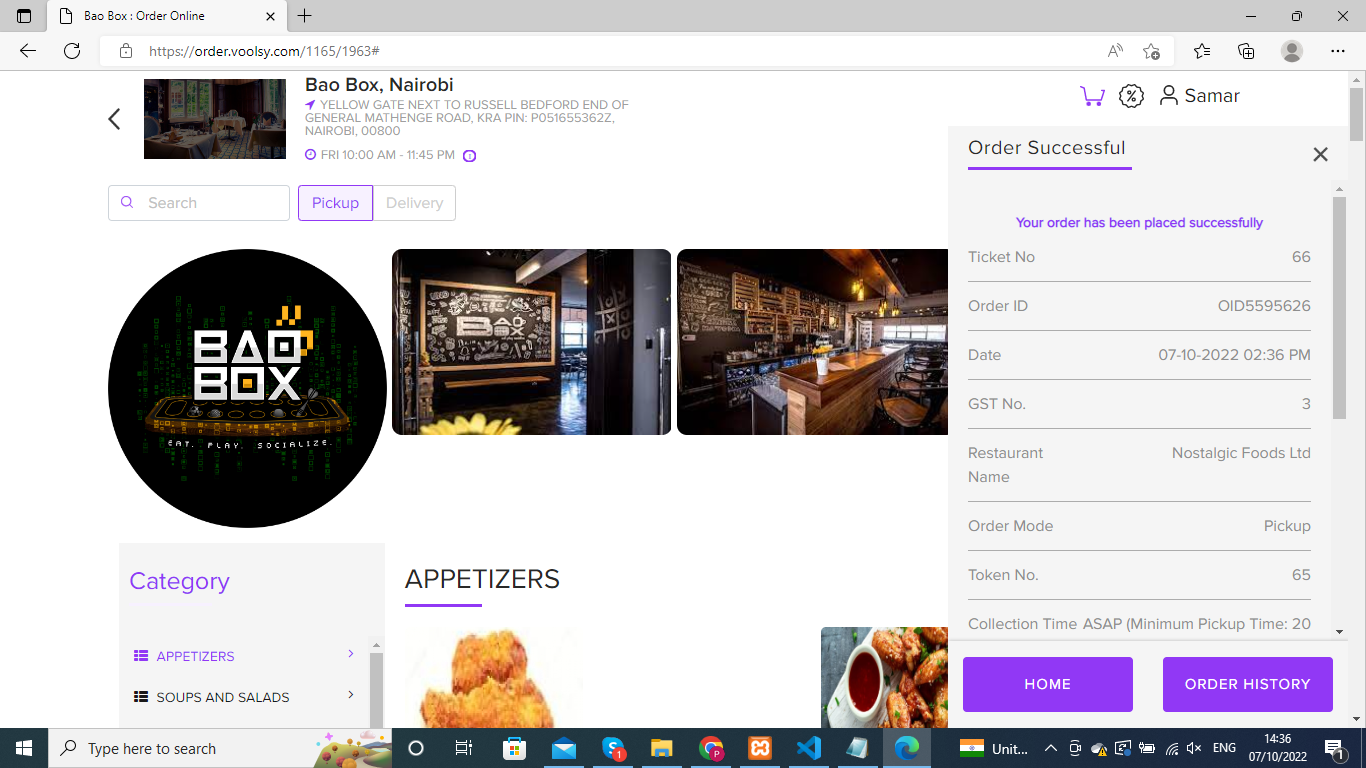 Bao Box : Order Online
https://order.voolsy.com/1165/1963#
Bao Box, Nairobi
YELLOW GATE NEXT TO RUSSELL BEDFORD END OF
GENERAL MATHENGE ROAD, KRA PIN: P051655362Z,
NAIROBI, 00800
FRI 10:00 AM - 11:45 PM
Samar
Search
Pickup
Delivery
BAO
BOX
EAT. PLAY. SOCIALIZE.
Category
APPETIZERS
SOUPS AND SALADS
APPETIZERS
Order Successful
Your order has been placed successfully
Ticket No 66
Order ID OID5595626
Date 07-10-2022 02:36 PM
GST No. 3
Restaurant Nostalgic Foods Ltd
Name
Order Mode Pickup
Token No. 65
Collection Time ASAP (Minimum Pickup Time: 20
HOME
ORDER HISTORY
Type here to search
1
P
Unit...
ENG
14:36
07/10/2022
1